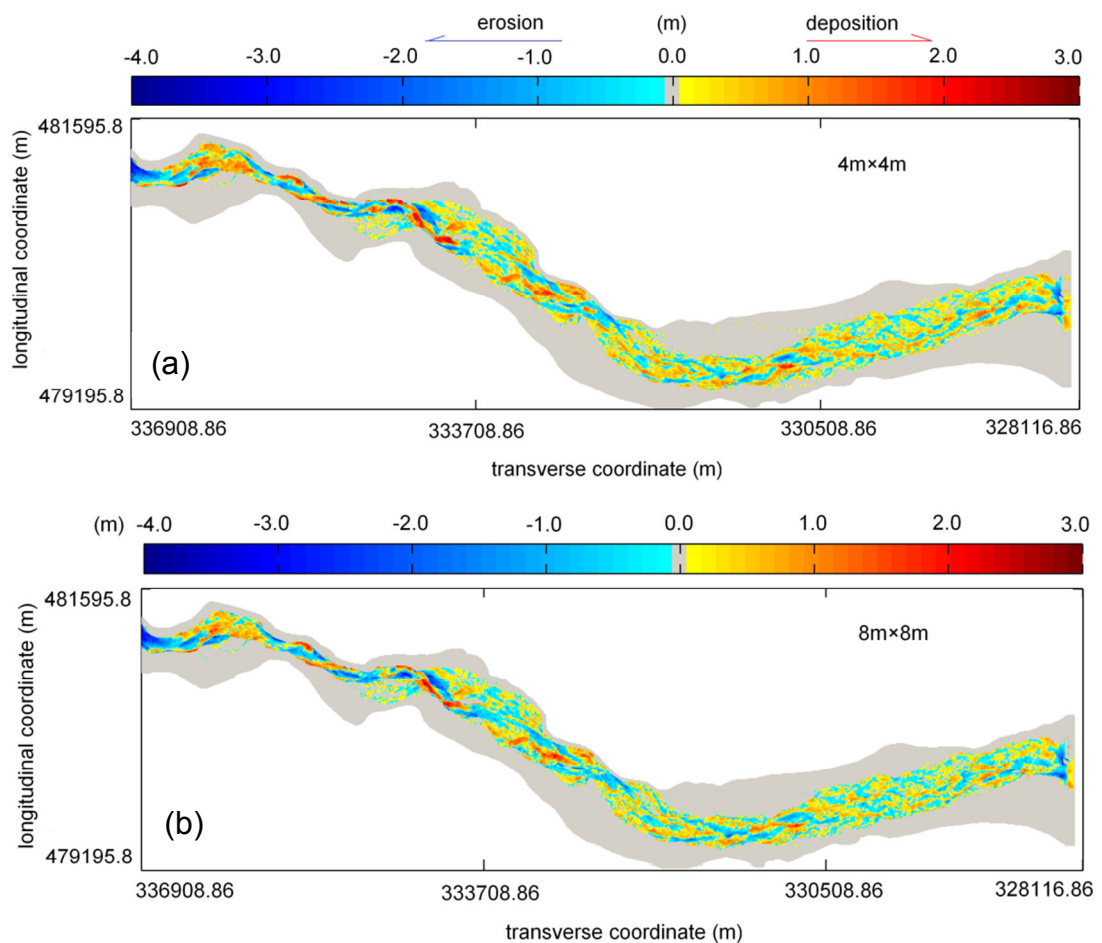 erosion (m) deposition
-4.0 -3.0 -2.0 -1.0 0.0 1.0 2.0 3.0
481595.8
4m×4m
longitudinal coordinate (m)
(a)
479195.8
336908.86 333708.86 330508.86 328116.86
transverse coordinate (m)
(m) -4.0 -3.0 -2.0 -1.0 0.0 1.0 2.0 3.0
481595.8
8m×8m
longitudinal coordinate (m)
(b)
479195.8
336908.86 333708.86 330508.86 328116.86
transverse coordinate (m)